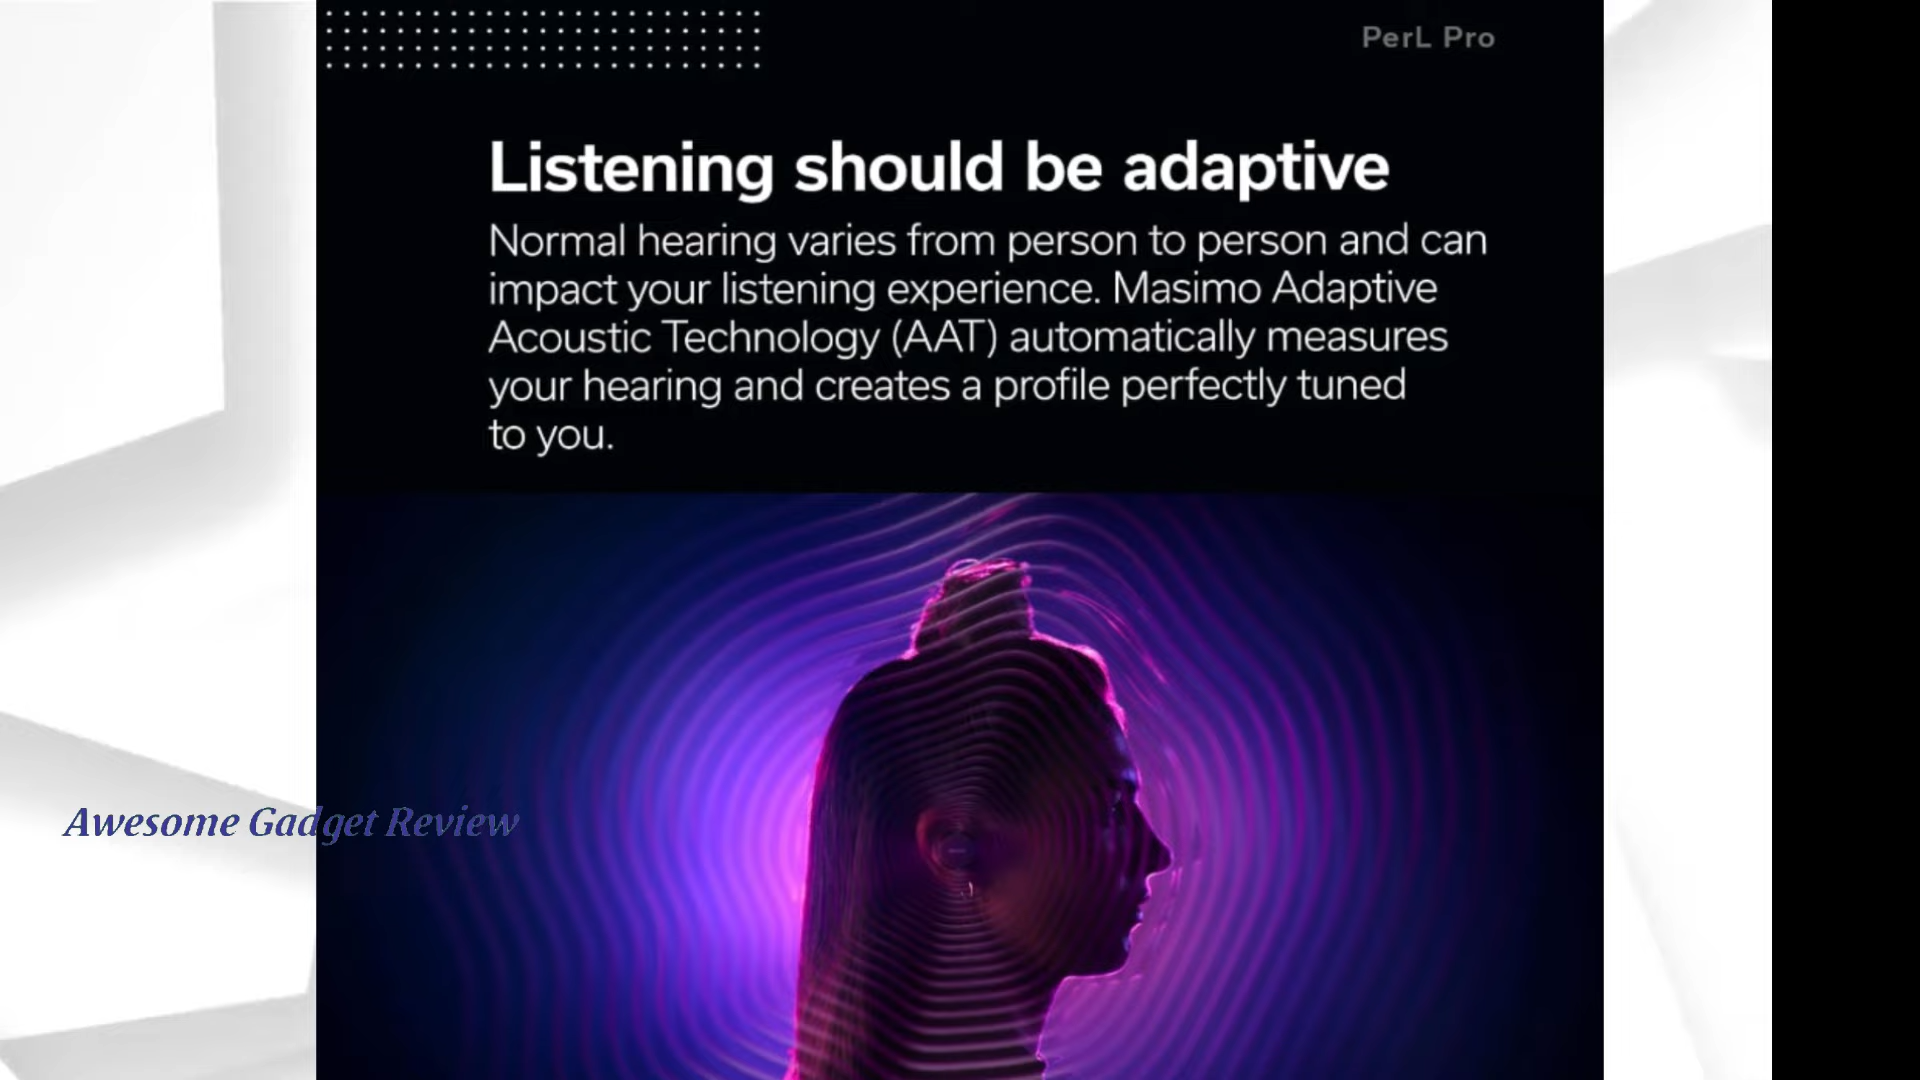 PerL Pro
Listening should be adaptive
Normal hearing varies from person to person and can
impact your listening experience. Masimo Adaptive
Acoustic Technology (AAT) automatically measures
your hearing and creates a profile perfectly tuned
to you.
Awesome Gadget Review